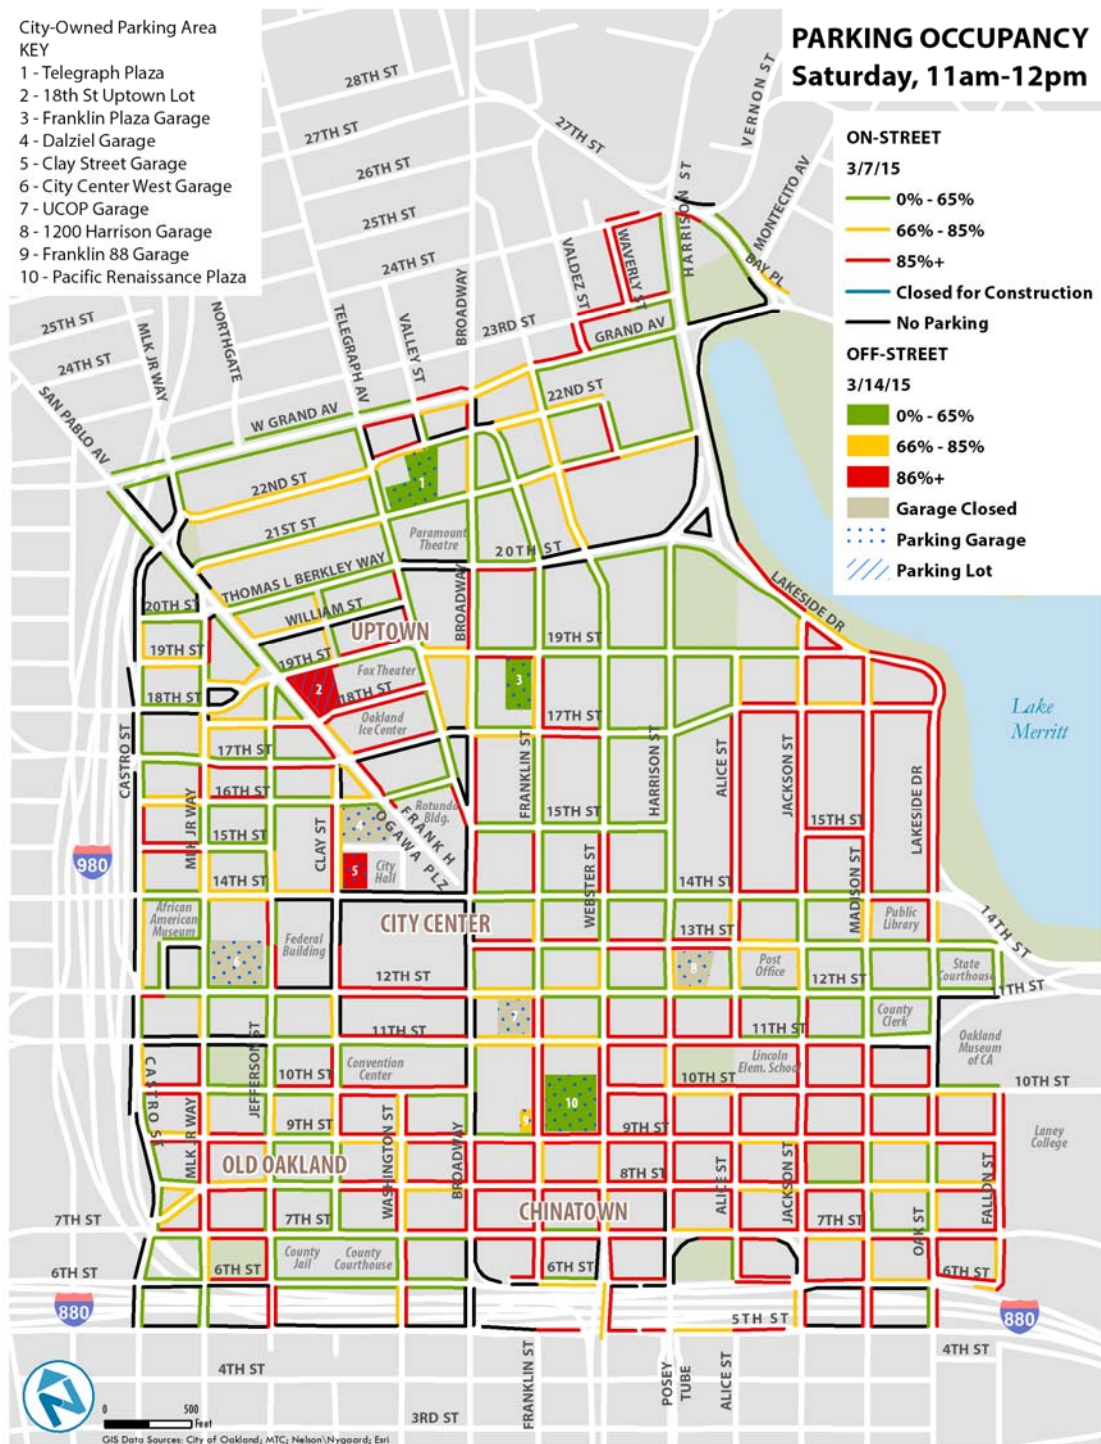 City-Owned Parking Area
KEY
1 - Telegraph Plaza
2 - 18th St Uptown Lot
3 - Franklin Plaza Garage
4 - Dalziel Garage
5 - Clay Street Garage
6 - City Center West Garage
7 - UCOP Garage
8 - 1200 Harrison Garage
9 - Franklin 88 Garage
10 - Pacific Renaissance Plaza
PARKING OCCUPANCY
Saturday, 11am-12pm
ON-STREET
3/7/15
0% - 65%
66% - 85%
85%+
Closed for Construction
No Parking
OFF-STREET
3/14/15
0% - 65%
66% - 85%
86%+
Garage Closed
Parking Garage
Parking Lot
28TH ST
27TH ST
27TH ST
26TH ST
25TH ST
24TH ST
23RD ST
VERNON ST
MONTECITO AV
HARRISON ST
BAY PL
WAVERLY ST
VALDEZ ST
GRAND AV
BROADWAY
VALLEY ST
TELEGRAPH AV
NORTHGATE
MLK JR WAY
25TH ST
24TH ST
SAN PABLO AV
W GRAND AV
22ND ST
22ND ST
1
21ST ST
Paramount
Theatre
20TH ST
THOMAS L BERKLEY WAY
LAKESIDE DR
20TH ST
WILLIAM ST
UPTOWN
BROADWAY
19TH ST
19TH ST
19TH ST
Fox Theater
2
18TH ST
3
18TH ST
Oakland
Ice Center
17TH ST
17TH ST
Lake
Merritt
CASTRO ST
FRANKLIN ST
HARRISON ST
ALICE ST
JACKSON ST
LAKESIDE DR
16TH ST
MLK JR WAY
15TH ST
CLAY ST
4
Rotunda
Bldg.
FRANK H
OGAWA PLZ
15TH ST
15TH ST
WEBSTER ST
MADISON ST
980
5
City
Hall
14TH ST
14TH ST
14TH ST
African
American
Museum
Federal
Building
CITY CENTER
13TH ST
Public
Library
6
12TH ST
8
Post
Office
12TH ST
State
Courthouse
11TH ST
7
11TH ST
11TH ST
County
Clerk
Oakland
Museum
of CA
CASTRO ST
JEFFERSON ST
10TH ST
Convention
Center
10
10TH ST
Lincoln
Elem. School
10TH ST
MLK JR WAY
9TH ST
WASHINGTON ST
9
9TH ST
Laney
College
OLD OAKLAND
BROADWAY
8TH ST
ALICE ST
JACKSON ST
FALLON ST
7TH ST
7TH ST
CHINATOWN
7TH ST
OAK ST
6TH ST
6TH ST
County
Jail
County
Courthouse
6TH ST
6TH ST
880
5TH ST
880
4TH ST
FRANKLIN ST
POSEY
TUBE
ALICE ST
4TH ST
3RD ST
N
0
500
Feet
GIS Data Sources: City of Oakland; MTC; Nelson\Nygaard; Esri